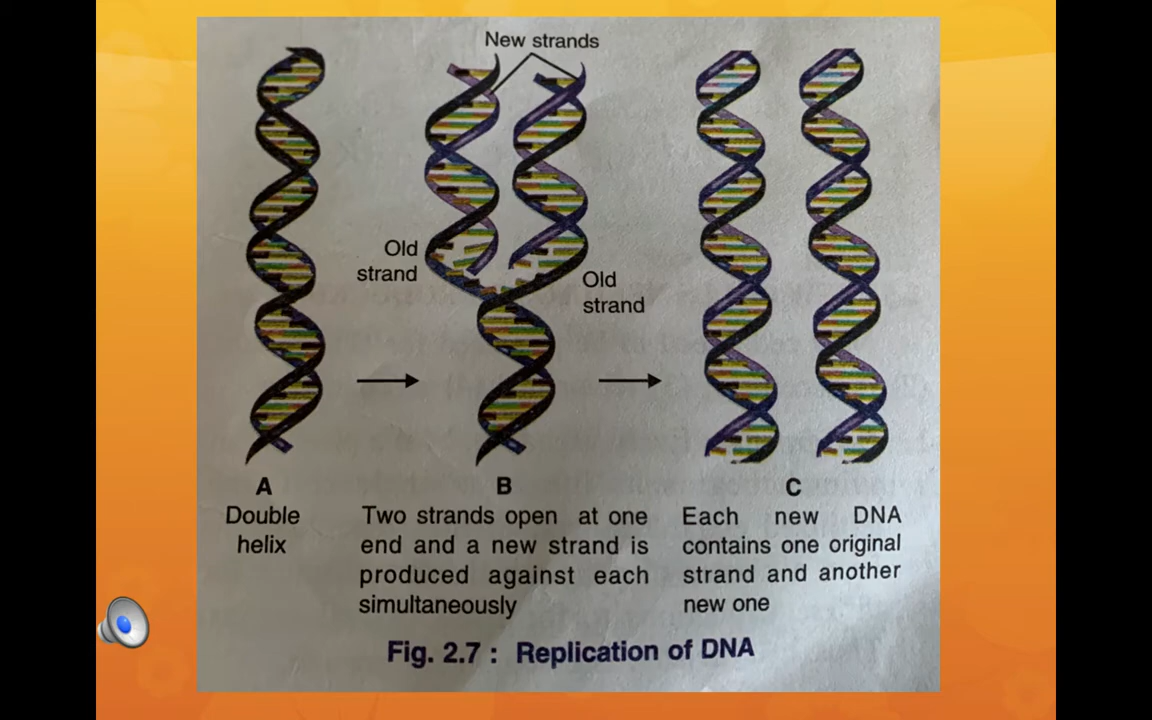 New strands
Old
strand
Old
strand
A
Double
helix
B
Two strands open at one
end and a new strand is
produced against each
simultaneously
C
Each new DNA
contains one original
strand and another
new one
Fig. 2.7 : Replication of DNA